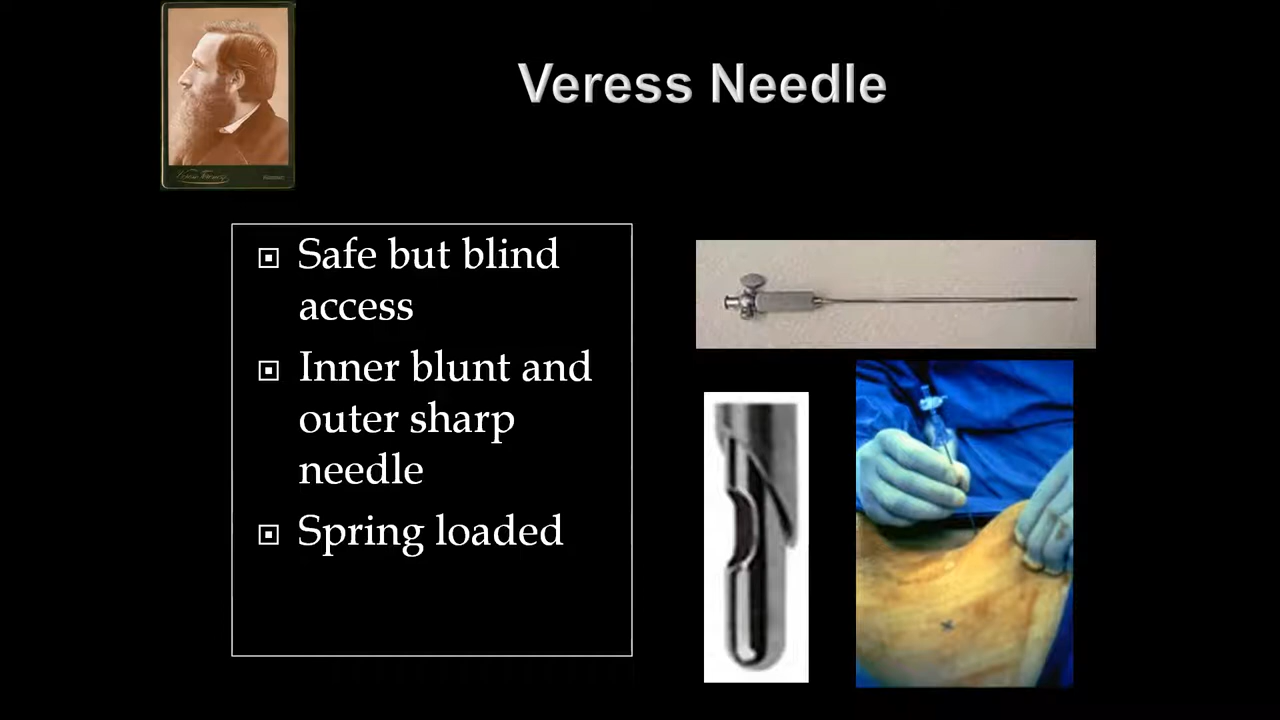 Veress Needle
Safe but blind
access
Inner blunt and
outer sharp
needle
Spring loaded